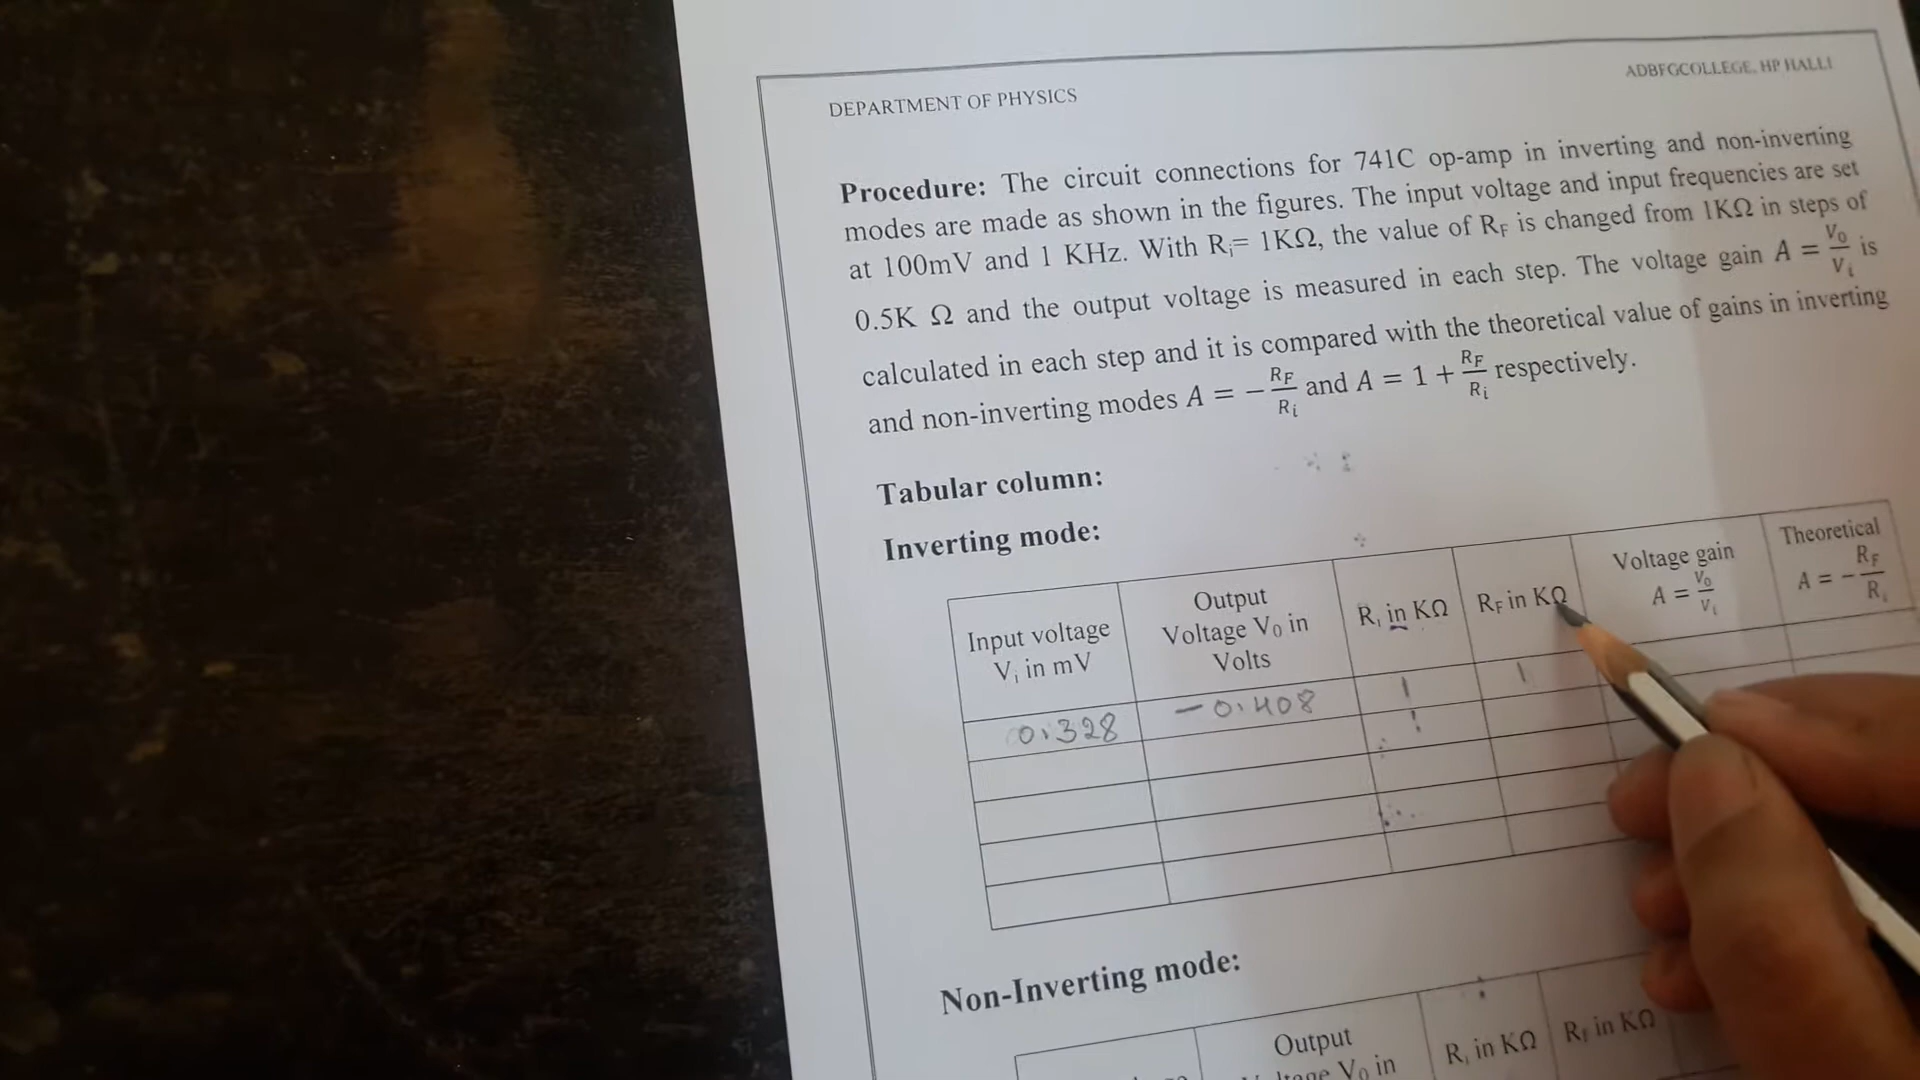 DEPARTMENT OF PHYSICS
ADBFGCOLLEGE, HP HALLI
Procedure: The circuit connections for 741C op-amp in inverting and non-inverting
modes are made as shown in the figures. The input voltage and input frequencies are set
at 100mV and 1 KHz. With Ri= 1KΩ, the value of RF is changed from 1KΩ in steps of
0.5K Ω and the output voltage is measured in each step. The voltage gain A = V0/Vi is
calculated in each step and it is compared with the theoretical value of gains in inverting
and non-inverting modes A = −RF/Ri and A = 1 + RF/Ri respectively.
Tabular column:
Inverting mode:
Input voltage
Vi in mV
Output
Voltage V0 in
Volts
Ri in KΩ
RF in KΩ
Voltage gain
A = V0/Vi
Theoretical
A = −RF/Ri
0.328
−0.408
1
1
1
Non-Inverting mode:
Output
V0 in
Ri in KΩ
RF in KΩ